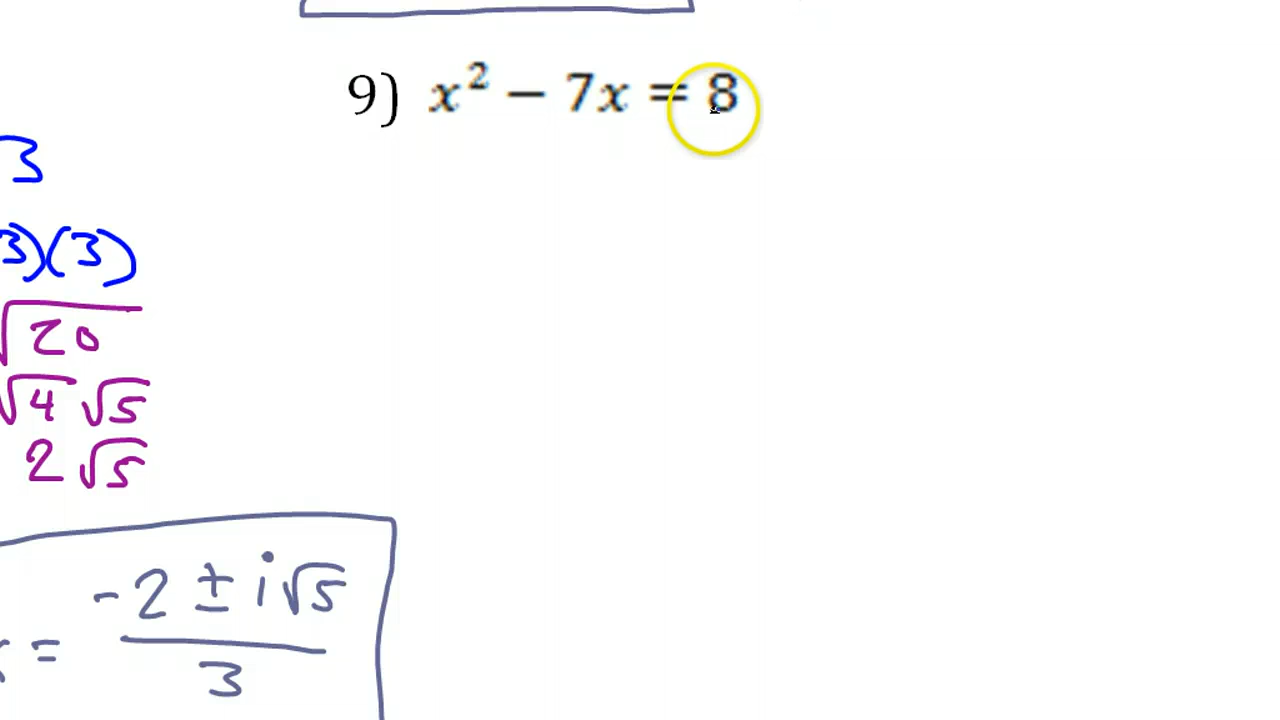 9) x² − 7x = 8
3
3)(3)
√20
√4 √5
2 √5
= -2 ± i√5 / 3